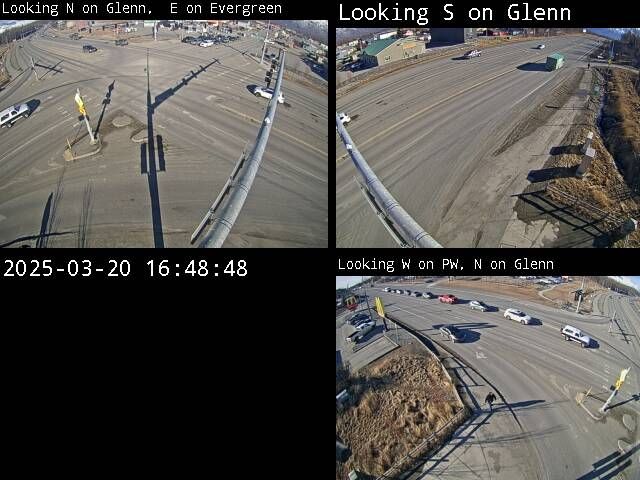 Looking N on Glenn,  E on Evergreen
Looking S on Glenn
2025-03-20 16:48:48
Looking W on PW, N on Glenn